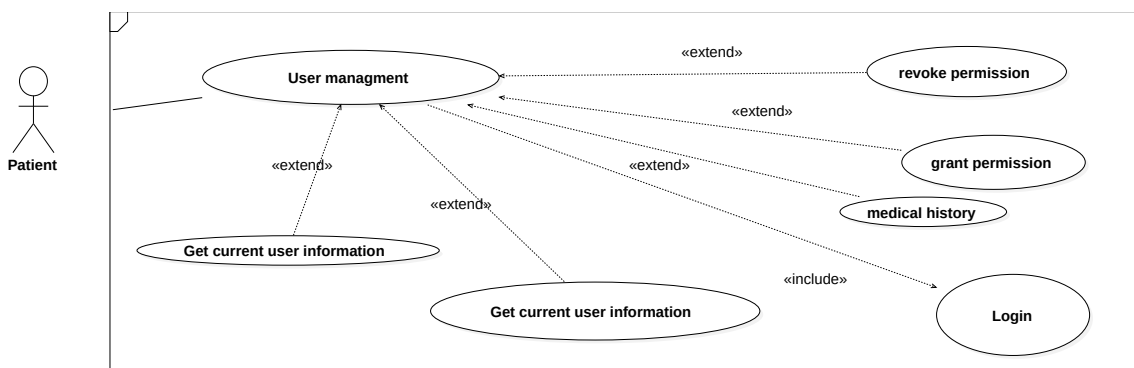 «extend»
User managment
revoke permission
«extend»
Patient
«extend»
«extend»
grant permission
«extend»
medical history
Get current user information
«include»
Get current user information
Login